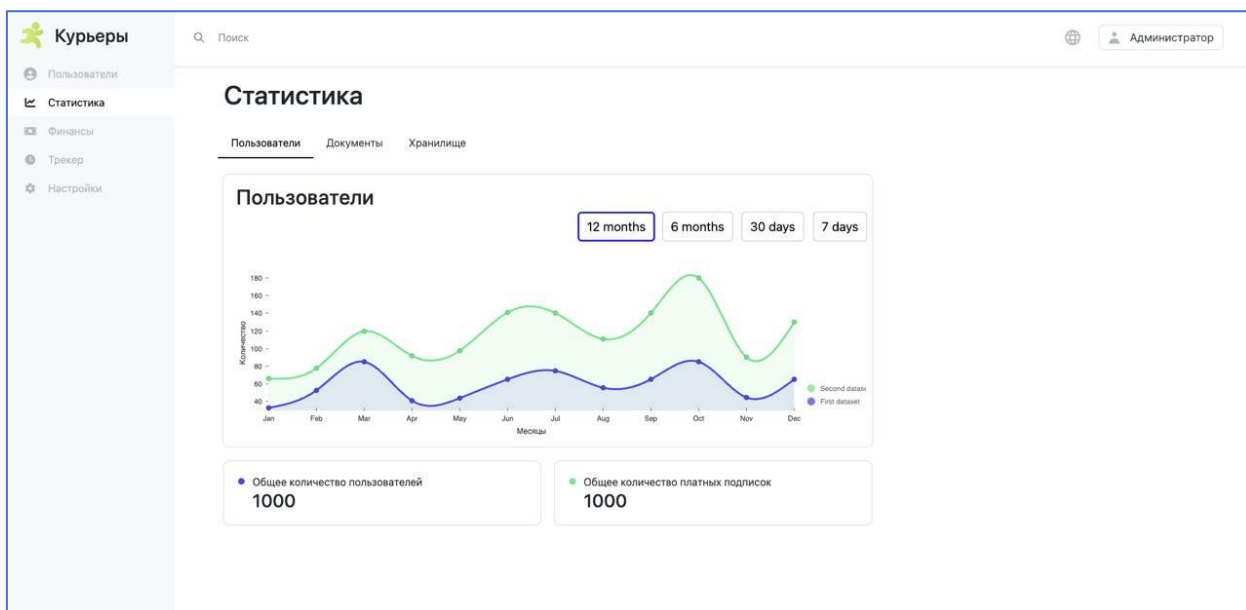 Курьеры
Поиск
Администратор
Пользователи
Статистика
Финансы
Трекер
Настройки
Статистика
Пользователи Документы Хранилище
Пользователи
12 months 6 months 30 days 7 days
180
160
140
120
100
80
60
40
Количество
Jan Feb Mar Apr May Jun Jul Aug Sep Oct Nov Dec
Месяцы
Second datase
First dataset
Общее количество пользователей
1000
Общее количество платных подписок
1000